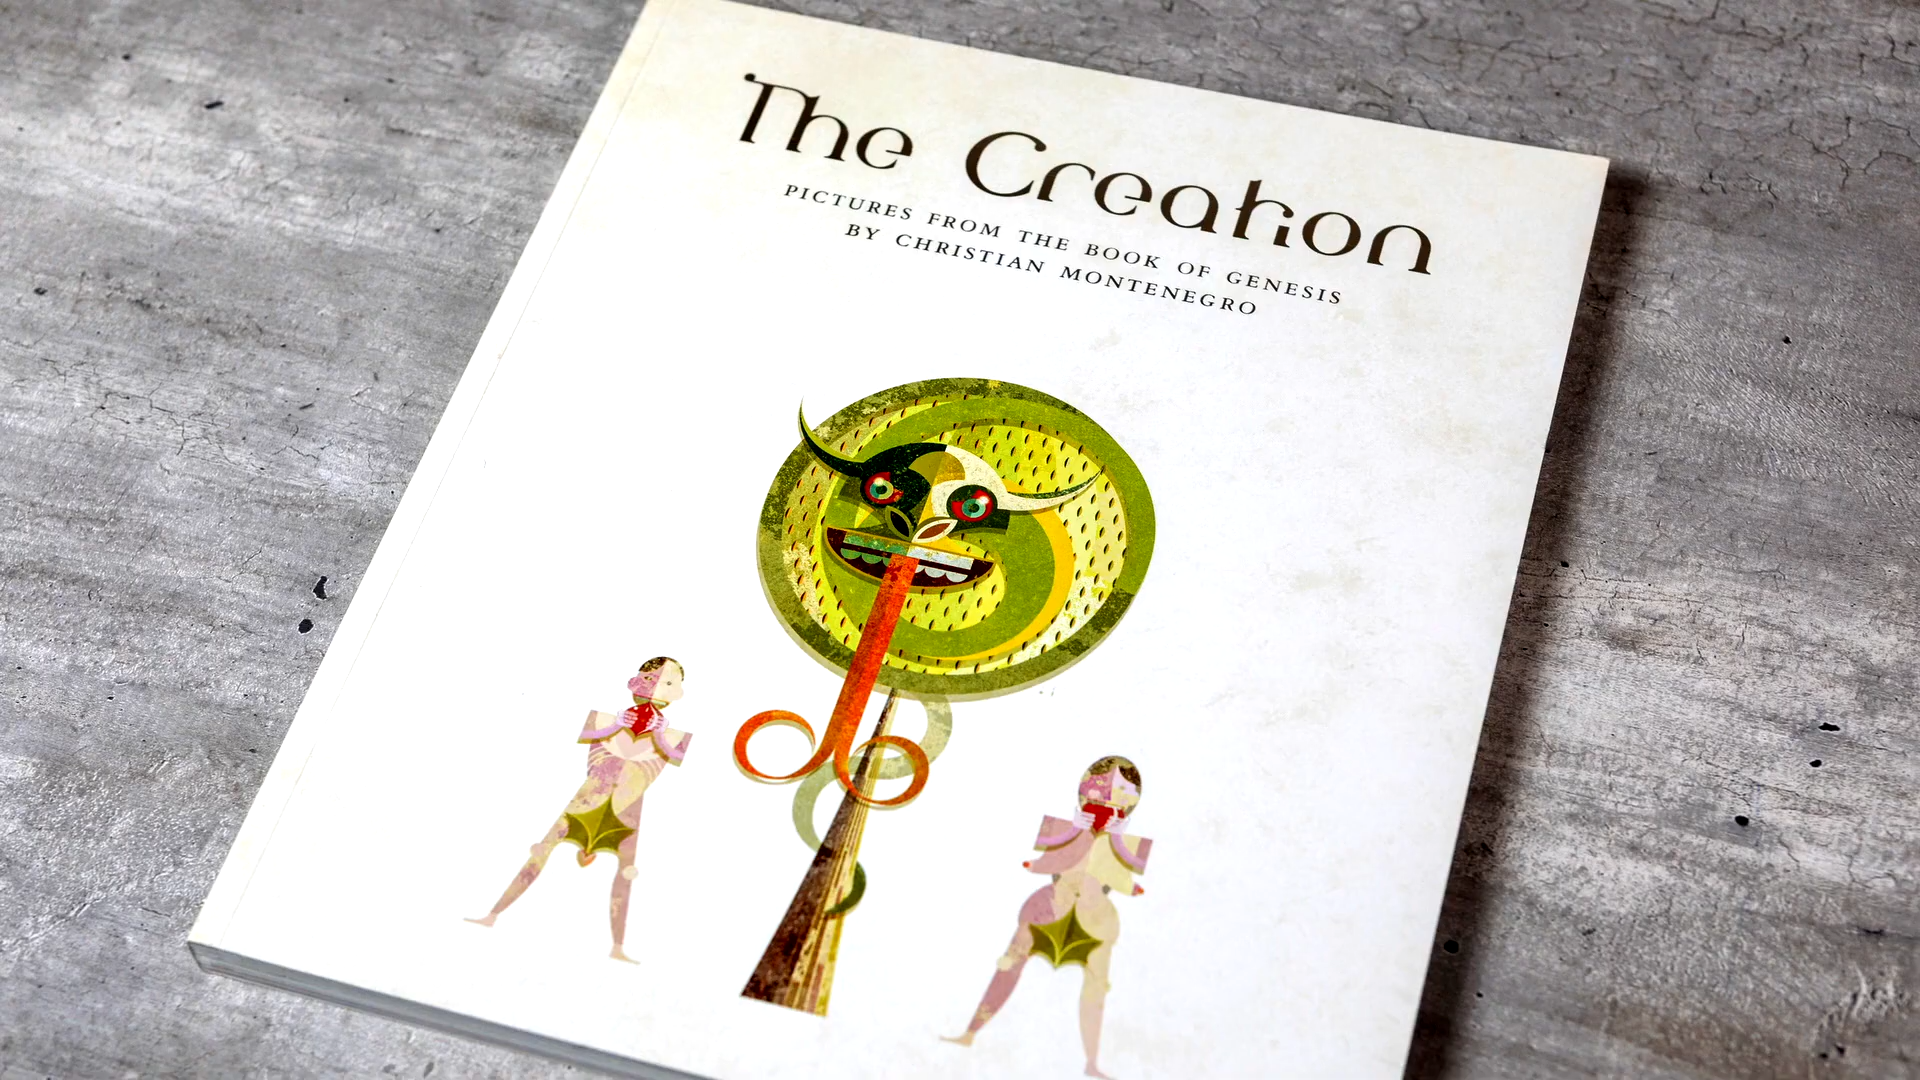 The Creation
PICTURES FROM THE BOOK OF GENESIS
BY CHRISTIAN MONTENEGRO